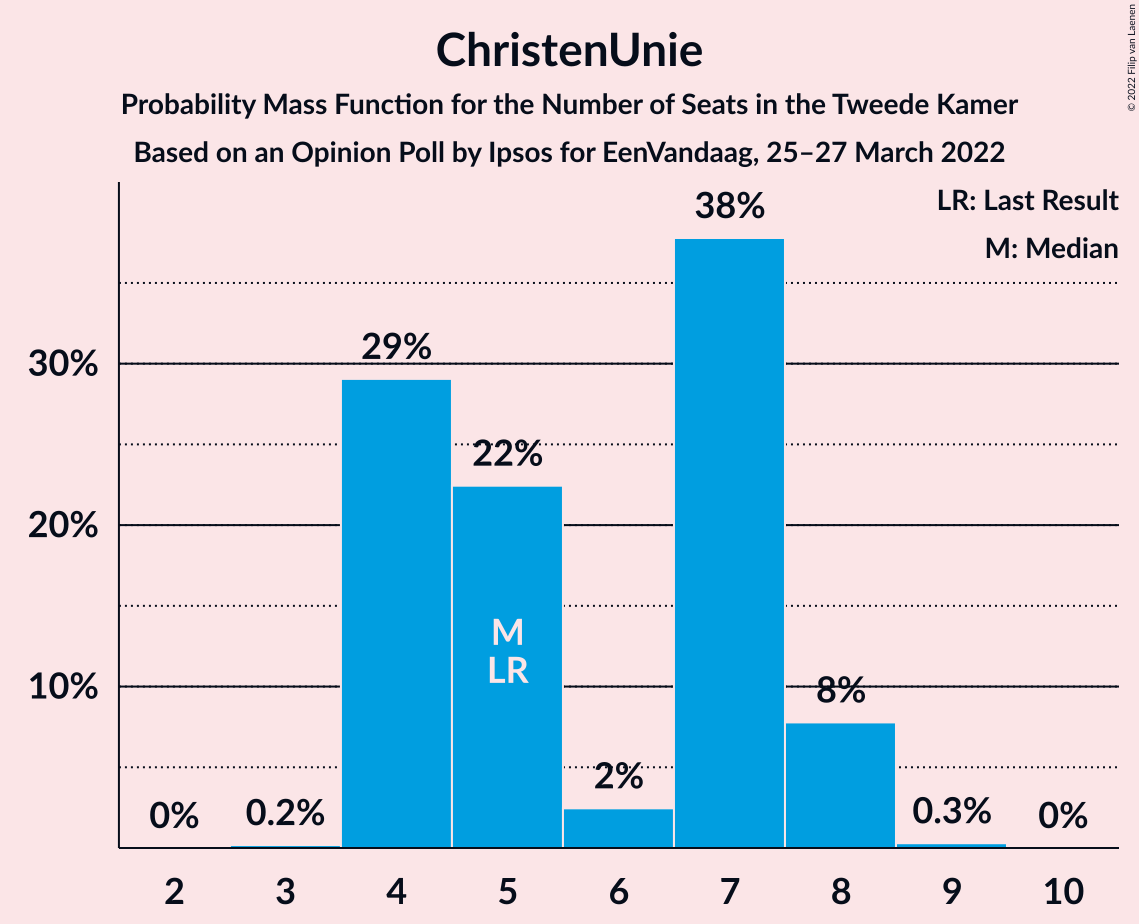 ChristenUnie
Probability Mass Function for the Number of Seats in the Tweede Kamer
Based on an Opinion Poll by Ipsos for EenVandaag, 25–27 March 2022
© 2022 Filip van Laenen
LR: Last Result
M: Median
38%
30%
29%
22%
20%
M
LR
10%
8%
2%
0%
0.2%
0.3%
0%
2 3 4 5 6 7 8 9 10